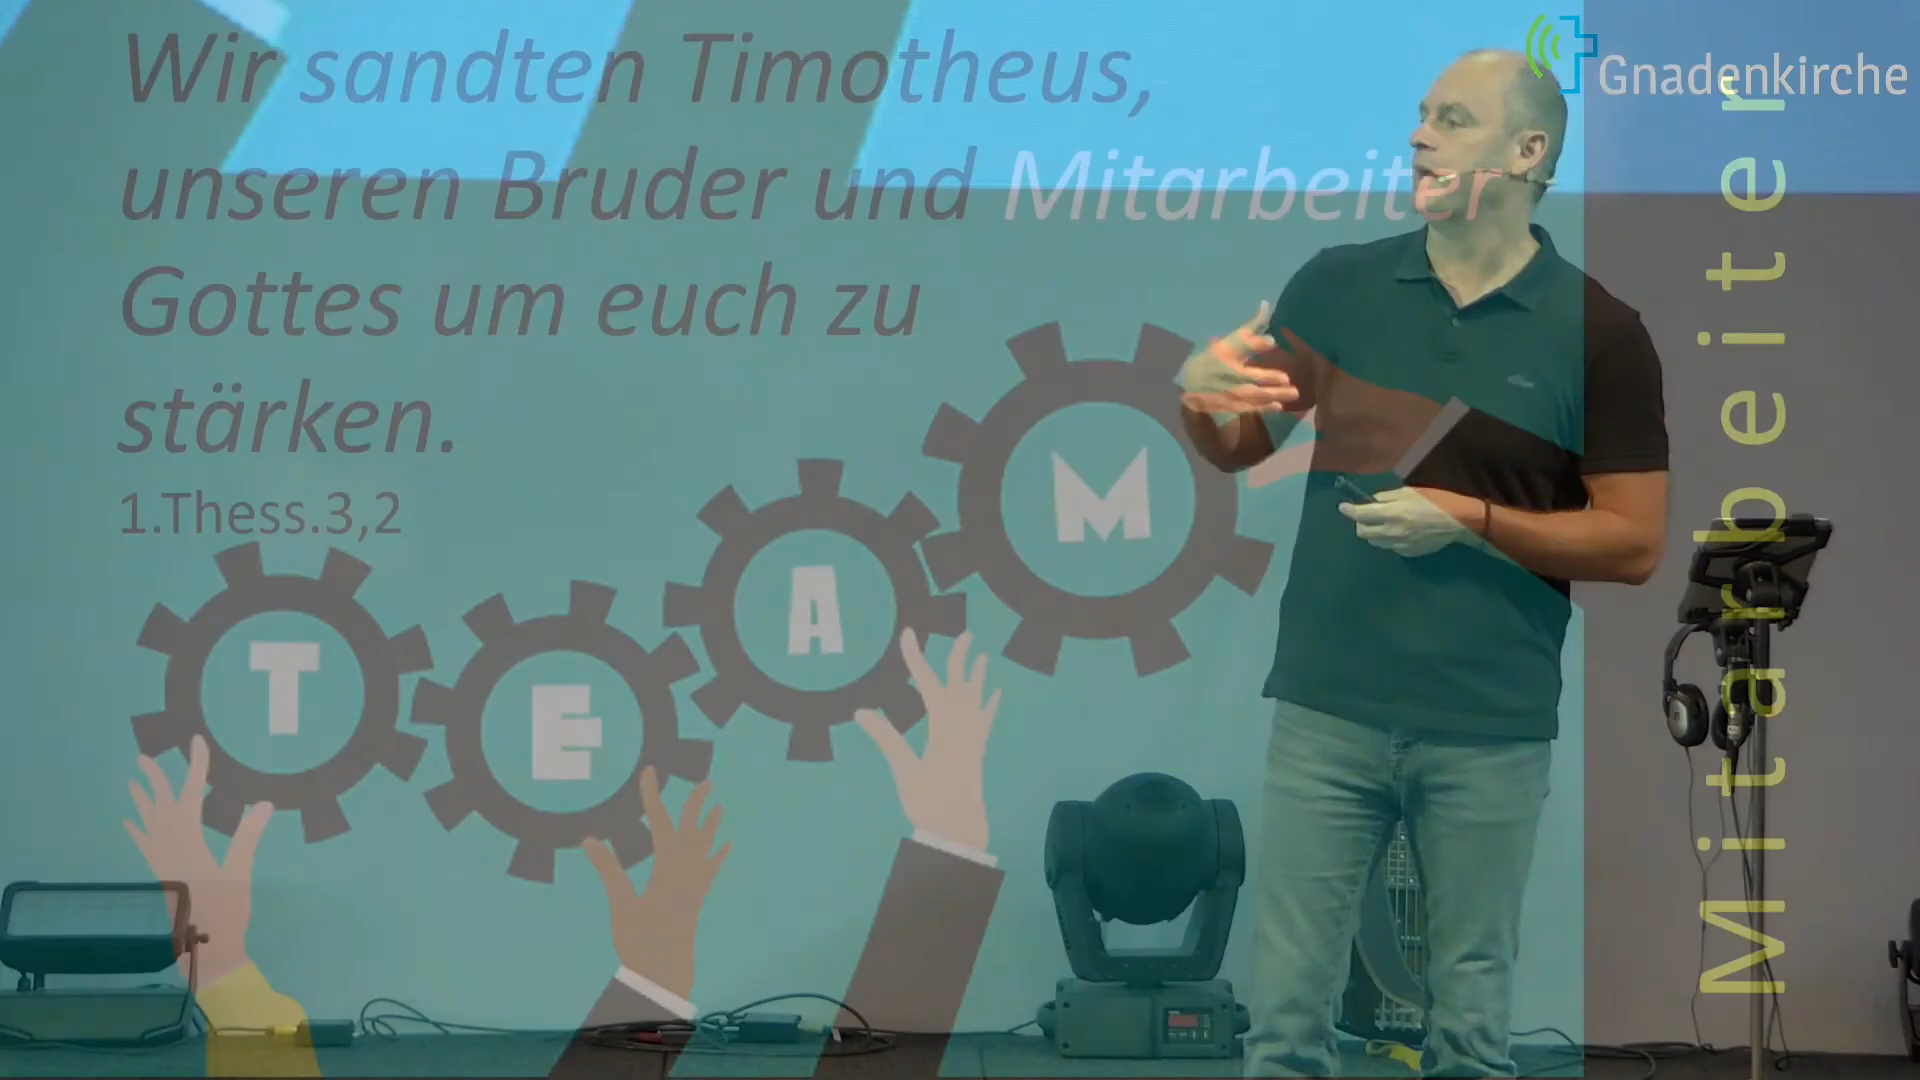 Wir sandten Timotheus,
unseren Bruder und Mitarbeiter
Gottes um euch zu
stärken.
1.Thess.3,2
T E A M
Gnadenkirche
Mitarbeiter